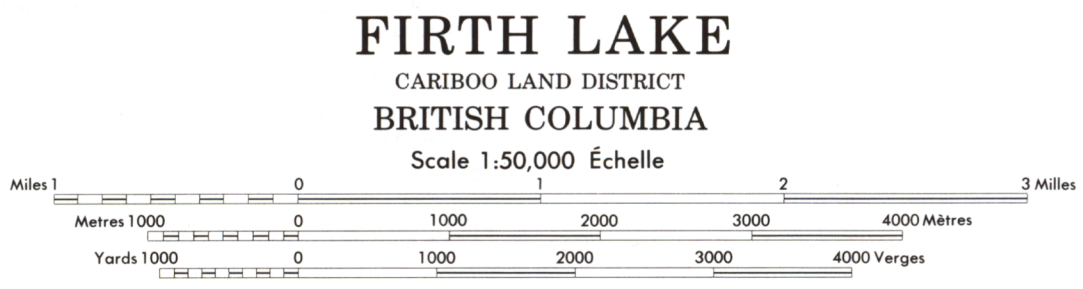 FIRTH LAKE
CARIBOO LAND DISTRICT
BRITISH COLUMBIA
Scale 1:50,000 Échelle
Miles 1 0 1 2 3 Milles
Metres 1000 0 1000 2000 3000 4000 Mètres
Yards 1000 0 1000 2000 3000 4000 Verges